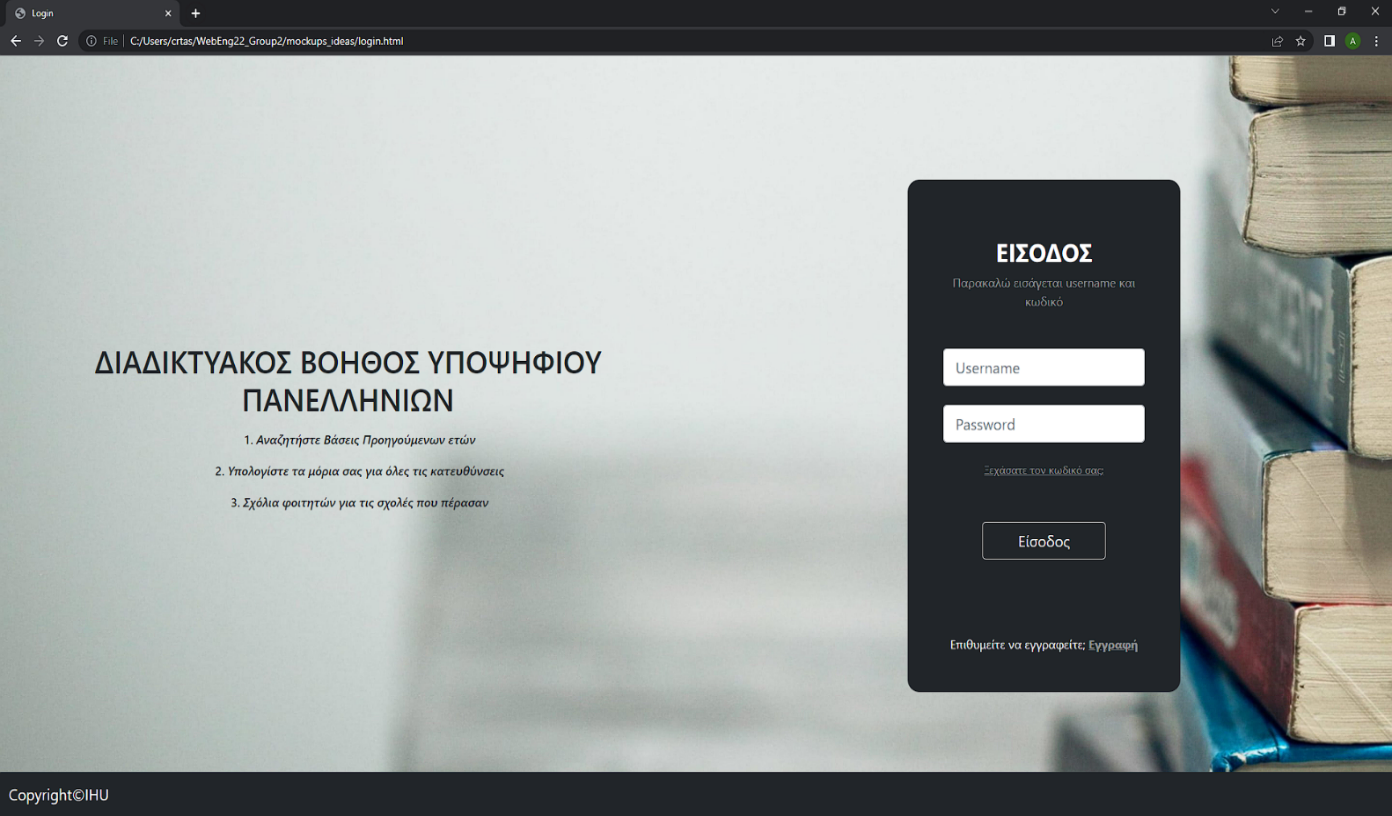 Login
File
C:/Users/crtas/WebEng22_Group2/mockups_ideas/login.html
A
ΔΙΑΔΙΚΤΥΑΚΟΣ ΒΟΗΘΟΣ ΥΠΟΨΗΦΙΟΥ
ΠΑΝΕΛΛΗΝΙΩΝ
1. Αναζητήστε Βάσεις Προηγούμενων ετών
2. Υπολογίστε τα μόρια σας για όλες τις κατευθύνσεις
3. Σχόλια φοιτητών για τις σχολές που πέρασαν
ΕΙΣΟΔΟΣ
Παρακαλώ εισάγεται username και
κωδικό
Username
Password
Ξεχάσατε τον κωδικό σας;
Είσοδος
Επιθυμείτε να εγγραφείτε; Εγγραφή
Copyright©IHU